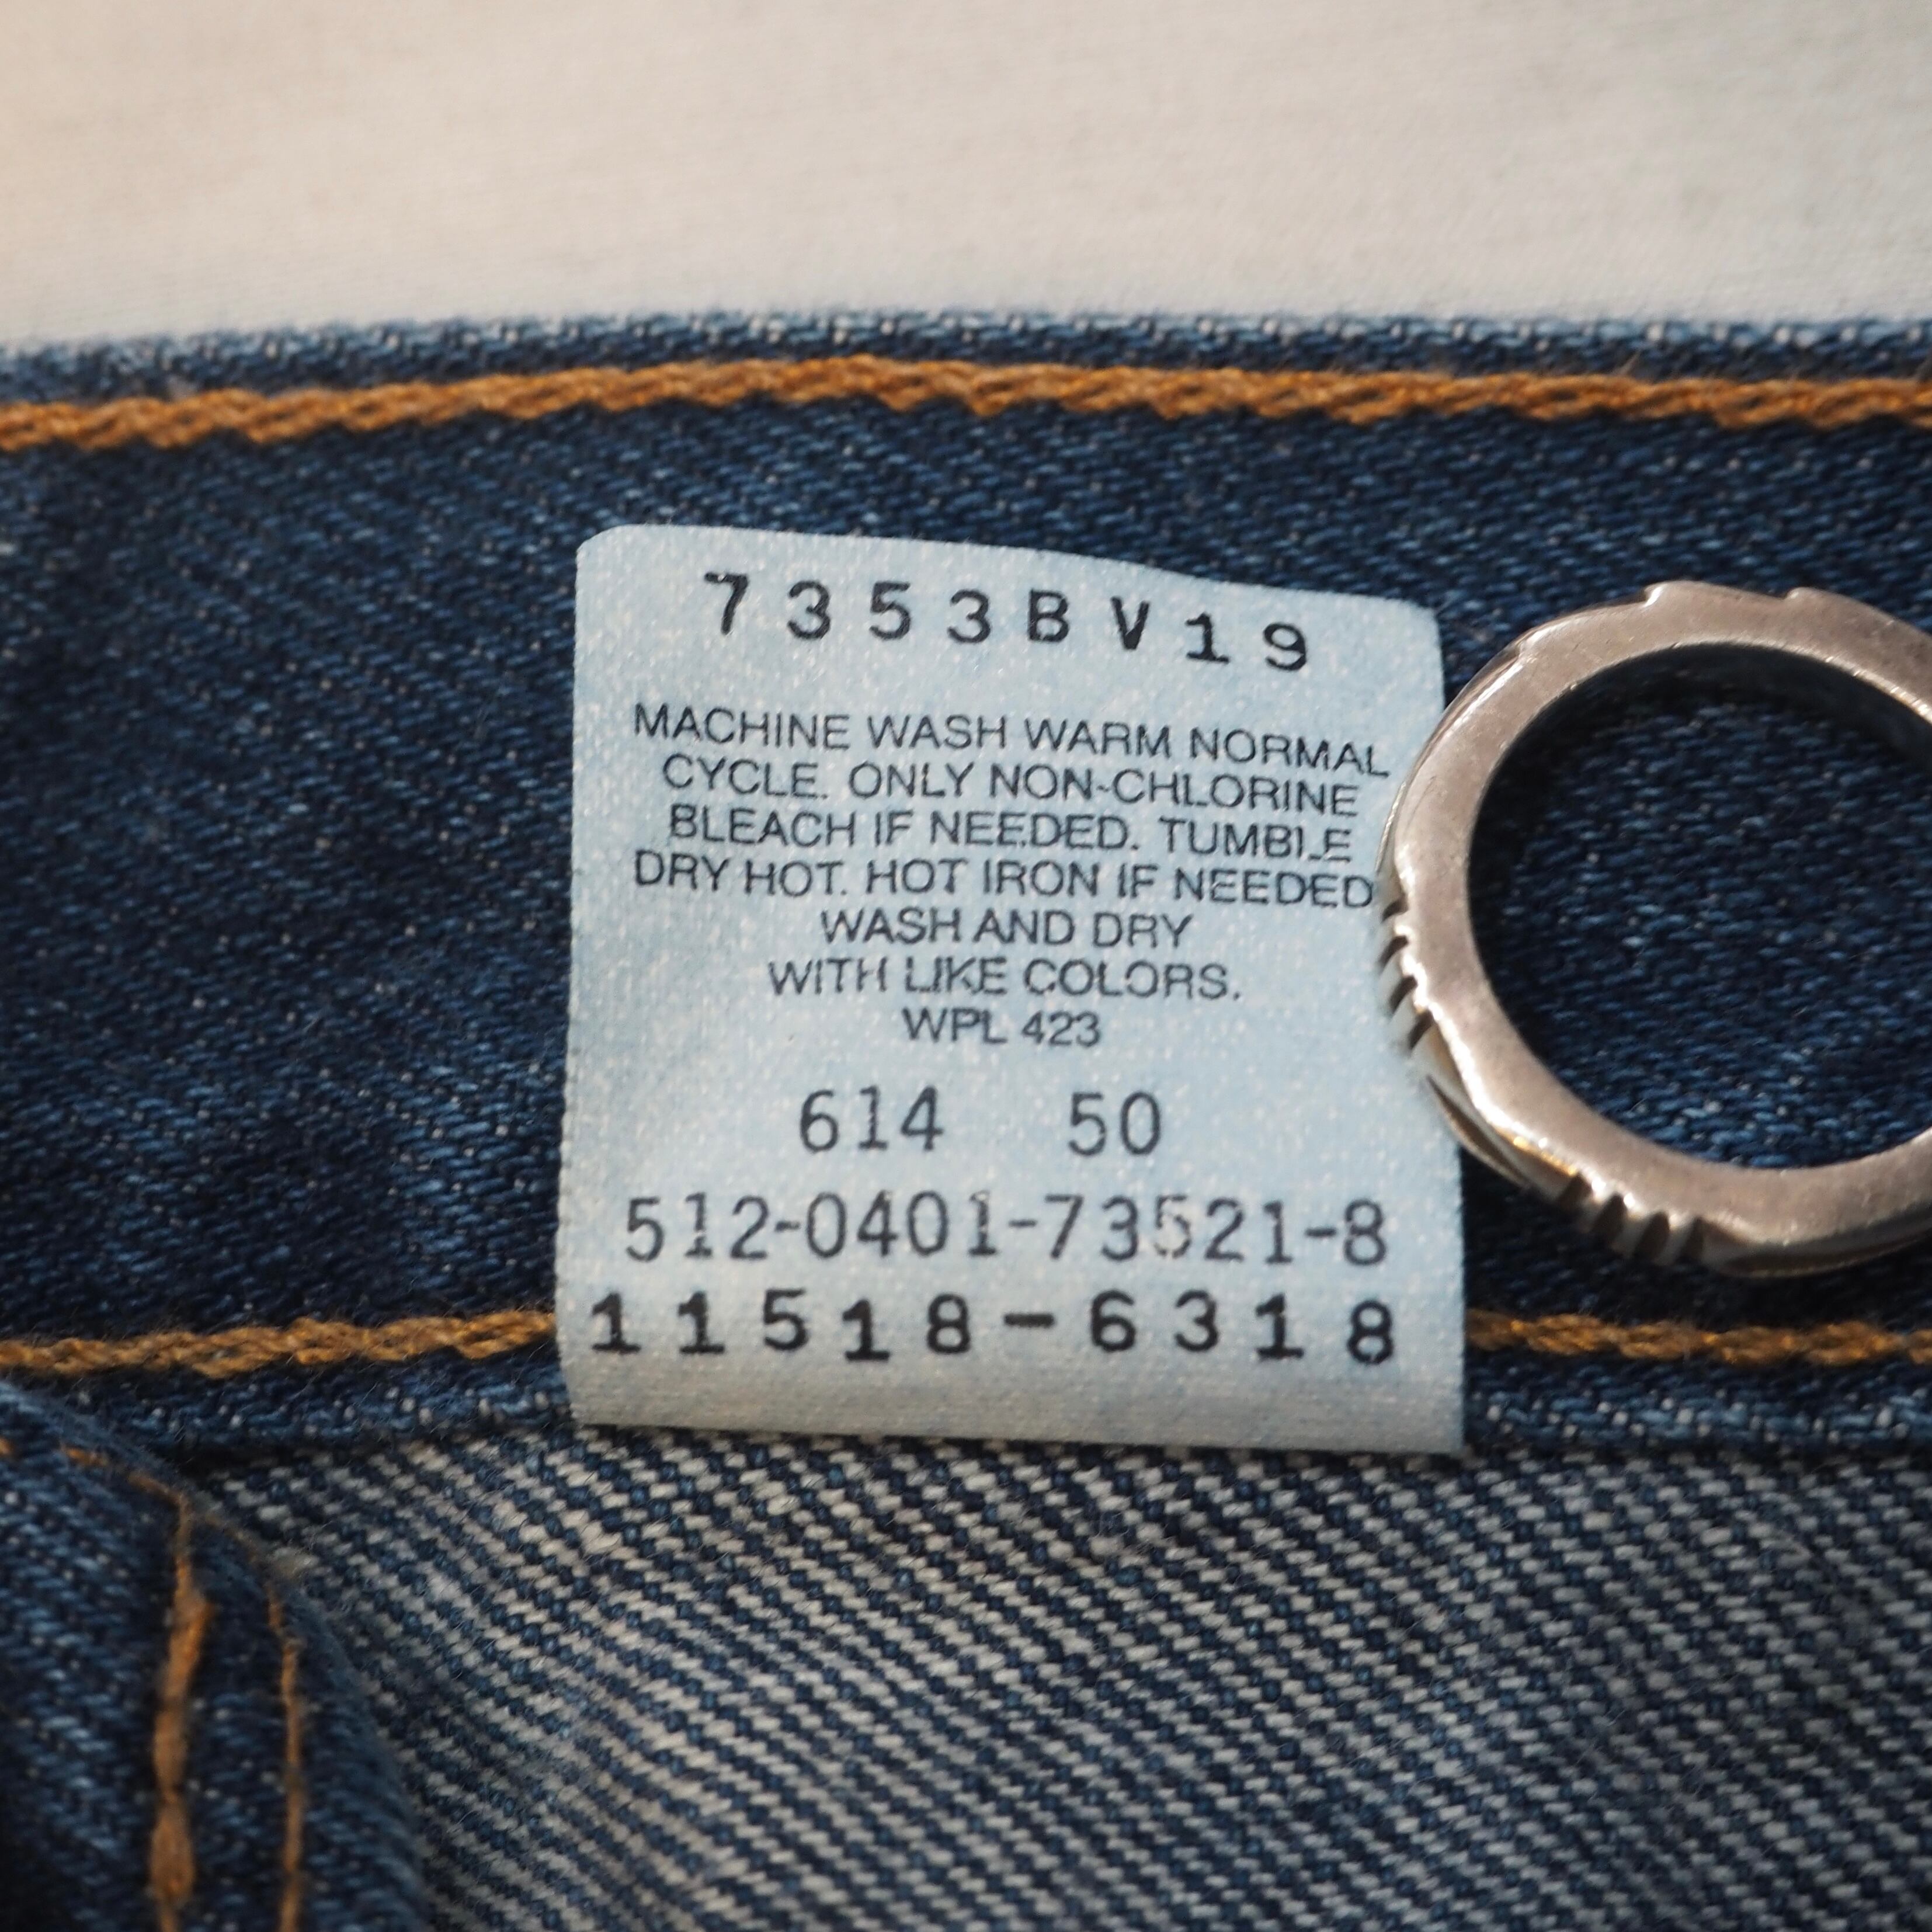 7353BV19
MACHINE WASH WARM NORMAL
CYCLE. ONLY NON-CHLORINE
BLEACH IF NEEDED. TUMBLE
DRY HOT. HOT IRON IF NEEDED
WASH AND DRY
WITH LIKE COLORS.
WPL 423
614 50
512-0401-73521-8
11518-6318